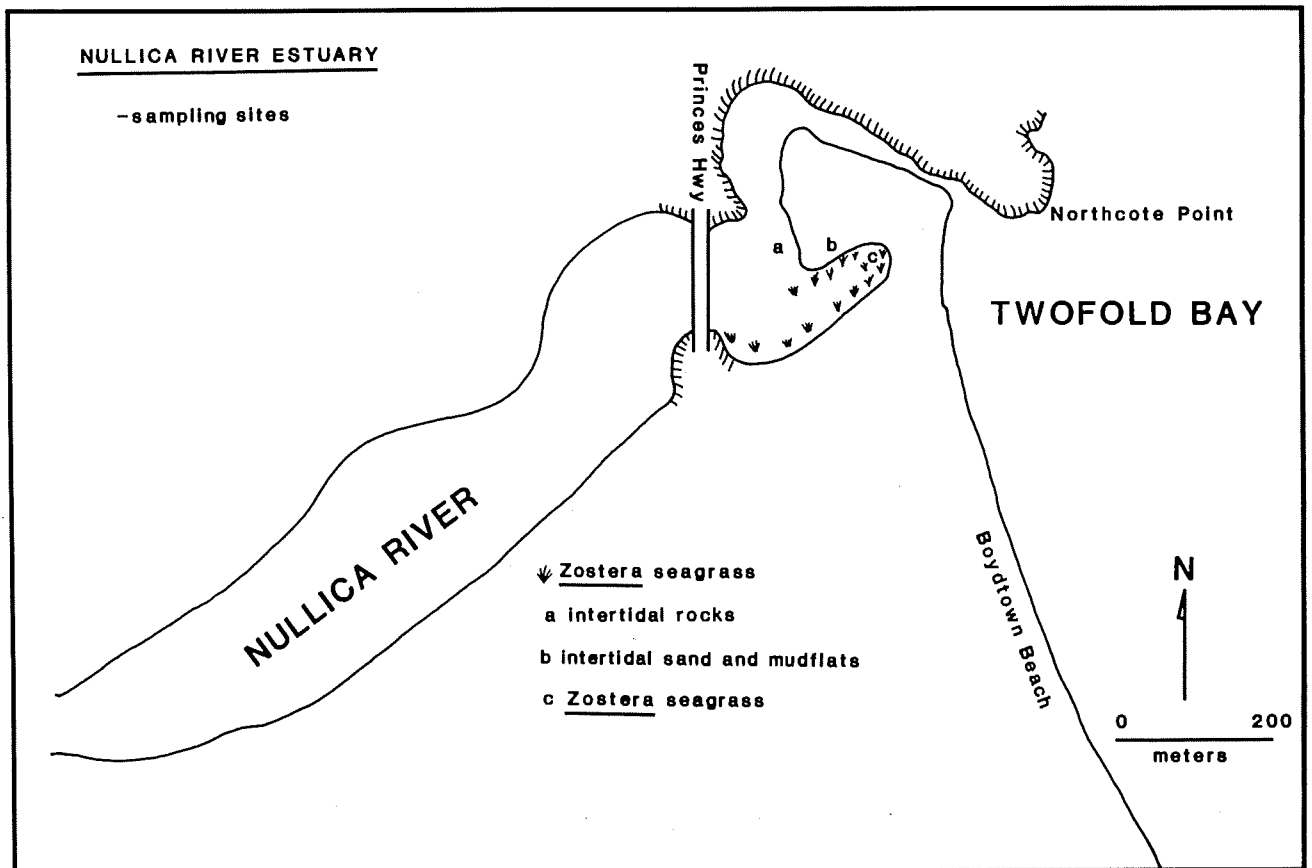 NULLICA RIVER ESTUARY
-sampling sites
Princes Hwy
Northcote Point
a
b
c
TWOFOLD BAY
NULLICA RIVER
Zostera seagrass
a intertidal rocks
b intertidal sand and mudflats
c Zostera seagrass
Boydtown Beach
N
0 200
meters